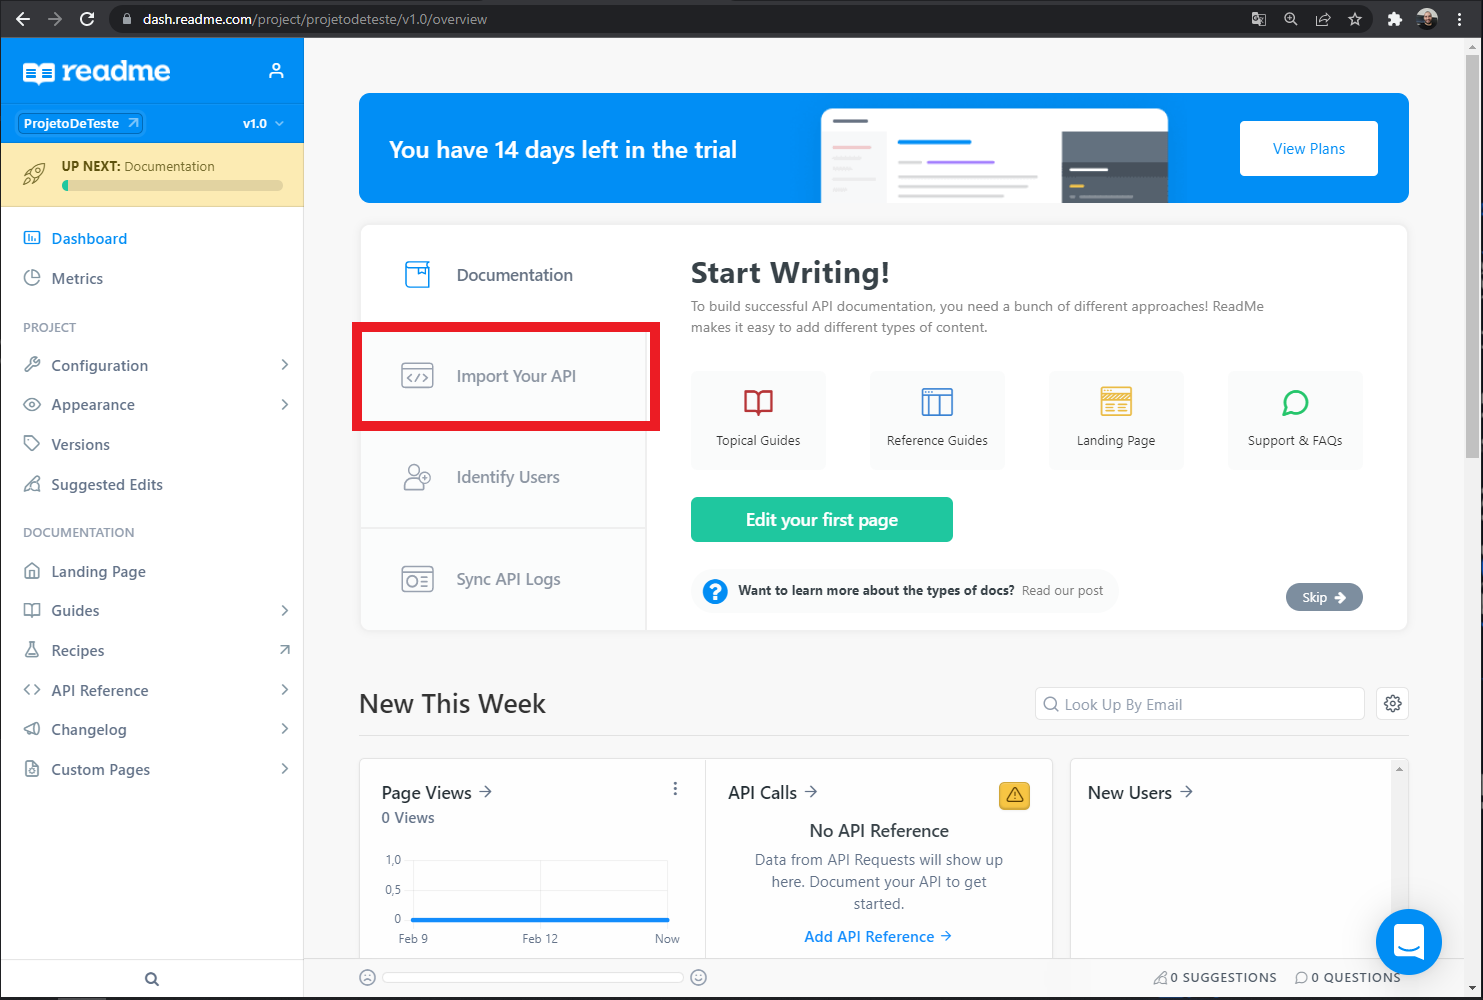 dash.readme.com/project/projetodeteste/v1.0/overview
readme
ProjetoDeTeste
v1.0
UP NEXT: Documentation
Dashboard
Metrics
PROJECT
Configuration
Appearance
Versions
Suggested Edits
DOCUMENTATION
Landing Page
Guides
Recipes
API Reference
Changelog
Custom Pages
You have 14 days left in the trial
View Plans
Documentation
Import Your API
Identify Users
Sync API Logs
Start Writing!
To build successful API documentation, you need a bunch of different approaches! ReadMe
makes it easy to add different types of content.
Topical Guides
Reference Guides
Landing Page
Support & FAQs
Edit your first page
Want to learn more about the types of docs? Read our post
Skip
New This Week
Look Up By Email
Page Views
0 Views
1,0
0,5
0
Feb 9
Feb 12
Now
API Calls
No API Reference
Data from API Requests will show up
here. Document your API to get
started.
Add API Reference
New Users
0 SUGGESTIONS
0 QUESTIONS